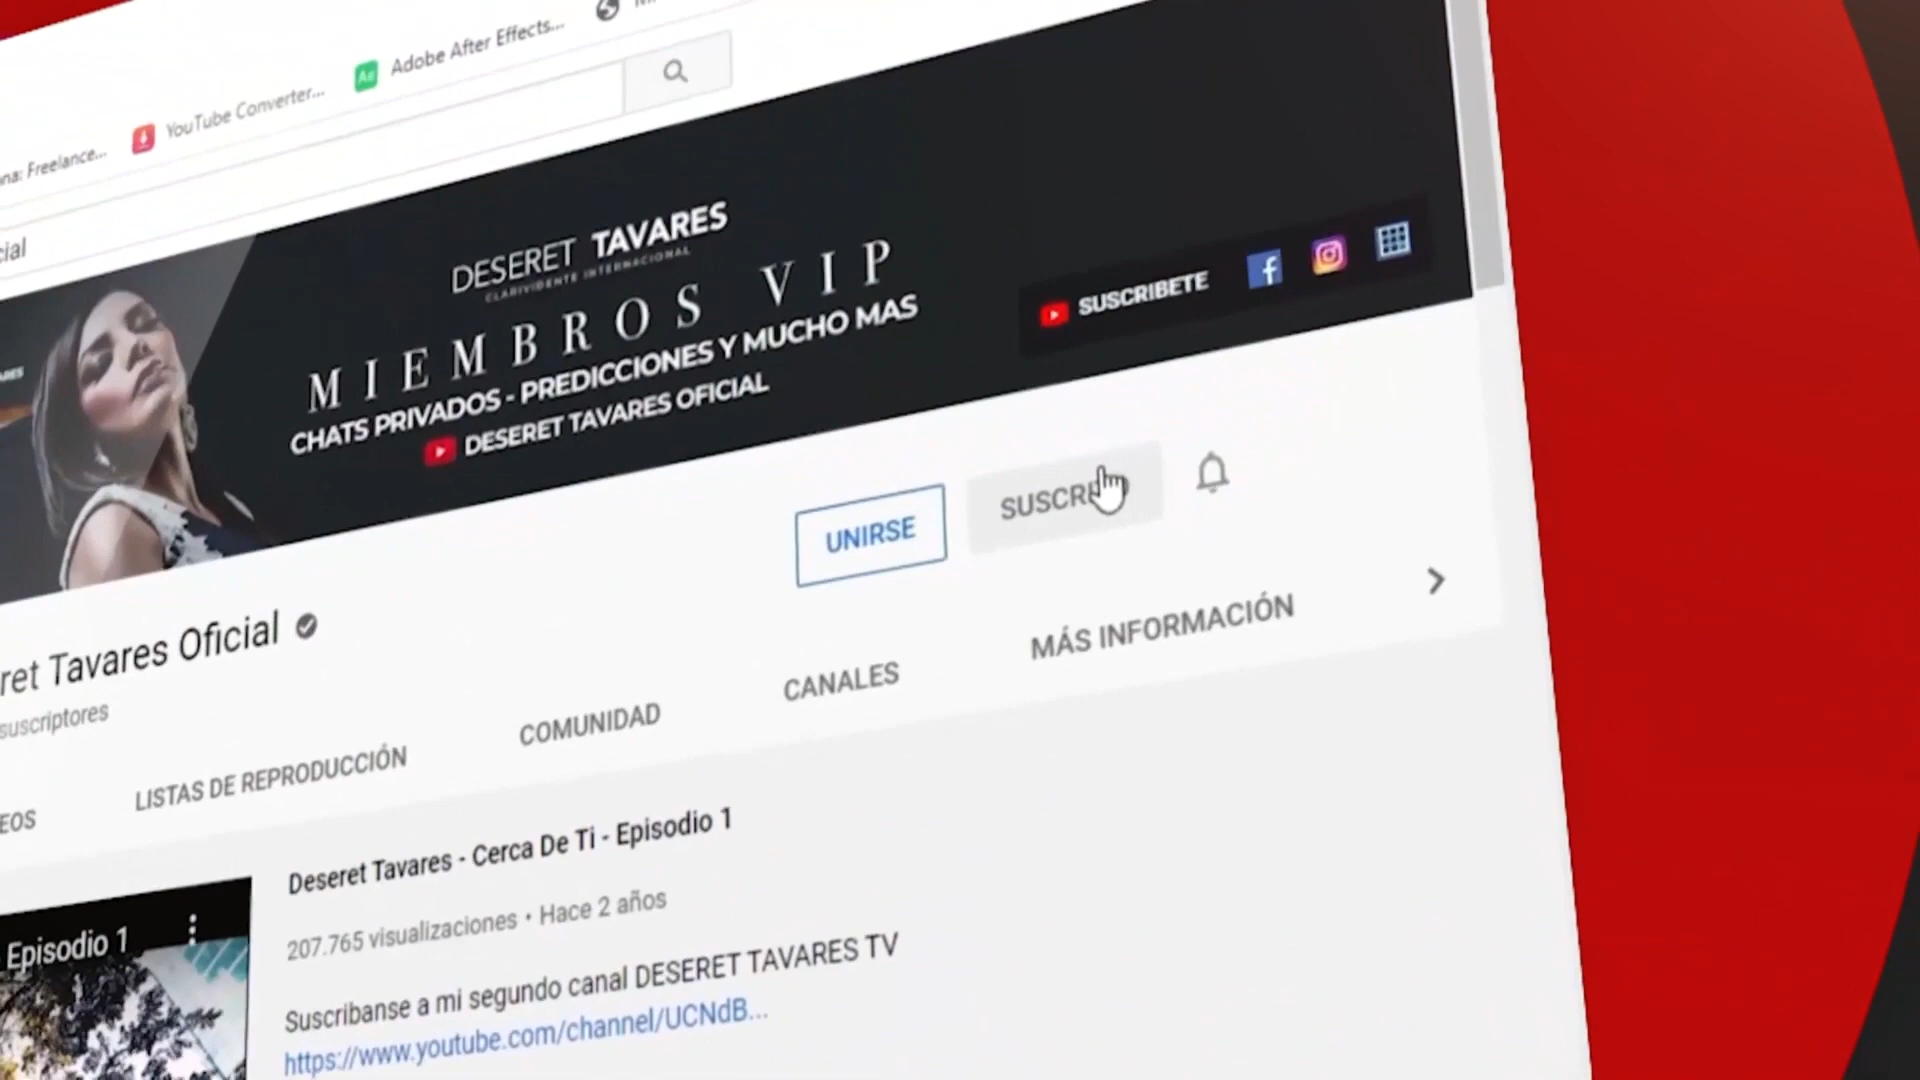 Adobe After Effects...
YouTube Converter...
na: Freelance...
cial
DESERET TAVARES
CLARIVIDENTE INTERNACIONAL
MIEMBROS VIP
CHATS PRIVADOS - PREDICCIONES Y MUCHO MAS
DESERET TAVARES OFICIAL
SUSCRIBETE
UNIRSE
ret Tavares Oficial
suscriptores
EOS
LISTAS DE REPRODUCCIÓN
COMUNIDAD
CANALES
MÁS INFORMACIÓN
Episodio 1
Deseret Tavares - Cerca De Ti - Episodio 1
207.765 visualizaciones • Hace 2 años
Suscribanse a mi segundo canal DESERET TAVARES TV
https://www.youtube.com/channel/UCNdB...